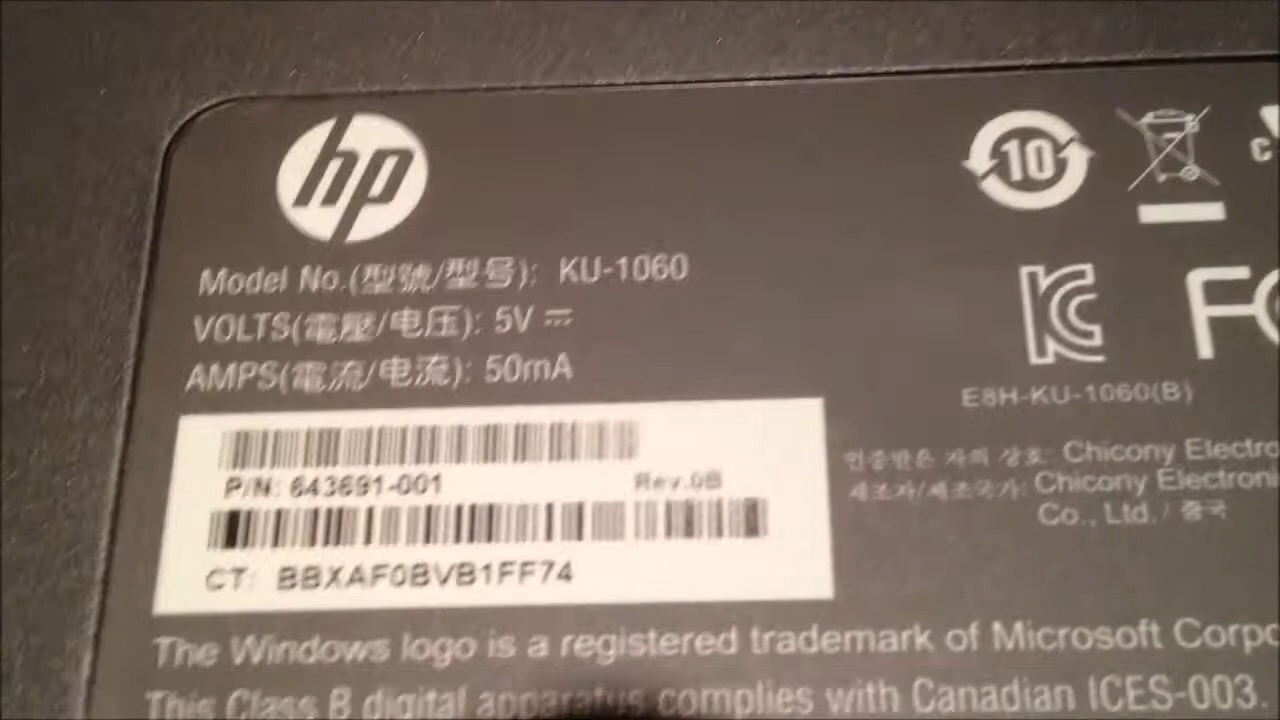 hp
Model No.(型號/型号): KU-1060
VOLTS(電壓/电压): 5V
AMPS(電流/电流): 50mA
P/N: 643691-001 Rev.0B
CT: BBXAF0BVB1FF74
10
C
FC
E8H-KU-1060(B)
인증받은 자의 상호: Chicony Electro
제조자/제조국가: Chicony Electroni
Co., Ltd. / 중국
The Windows logo is a registered trademark of Microsoft Corpo
This Class B digital apparatus complies with Canadian ICES-003.